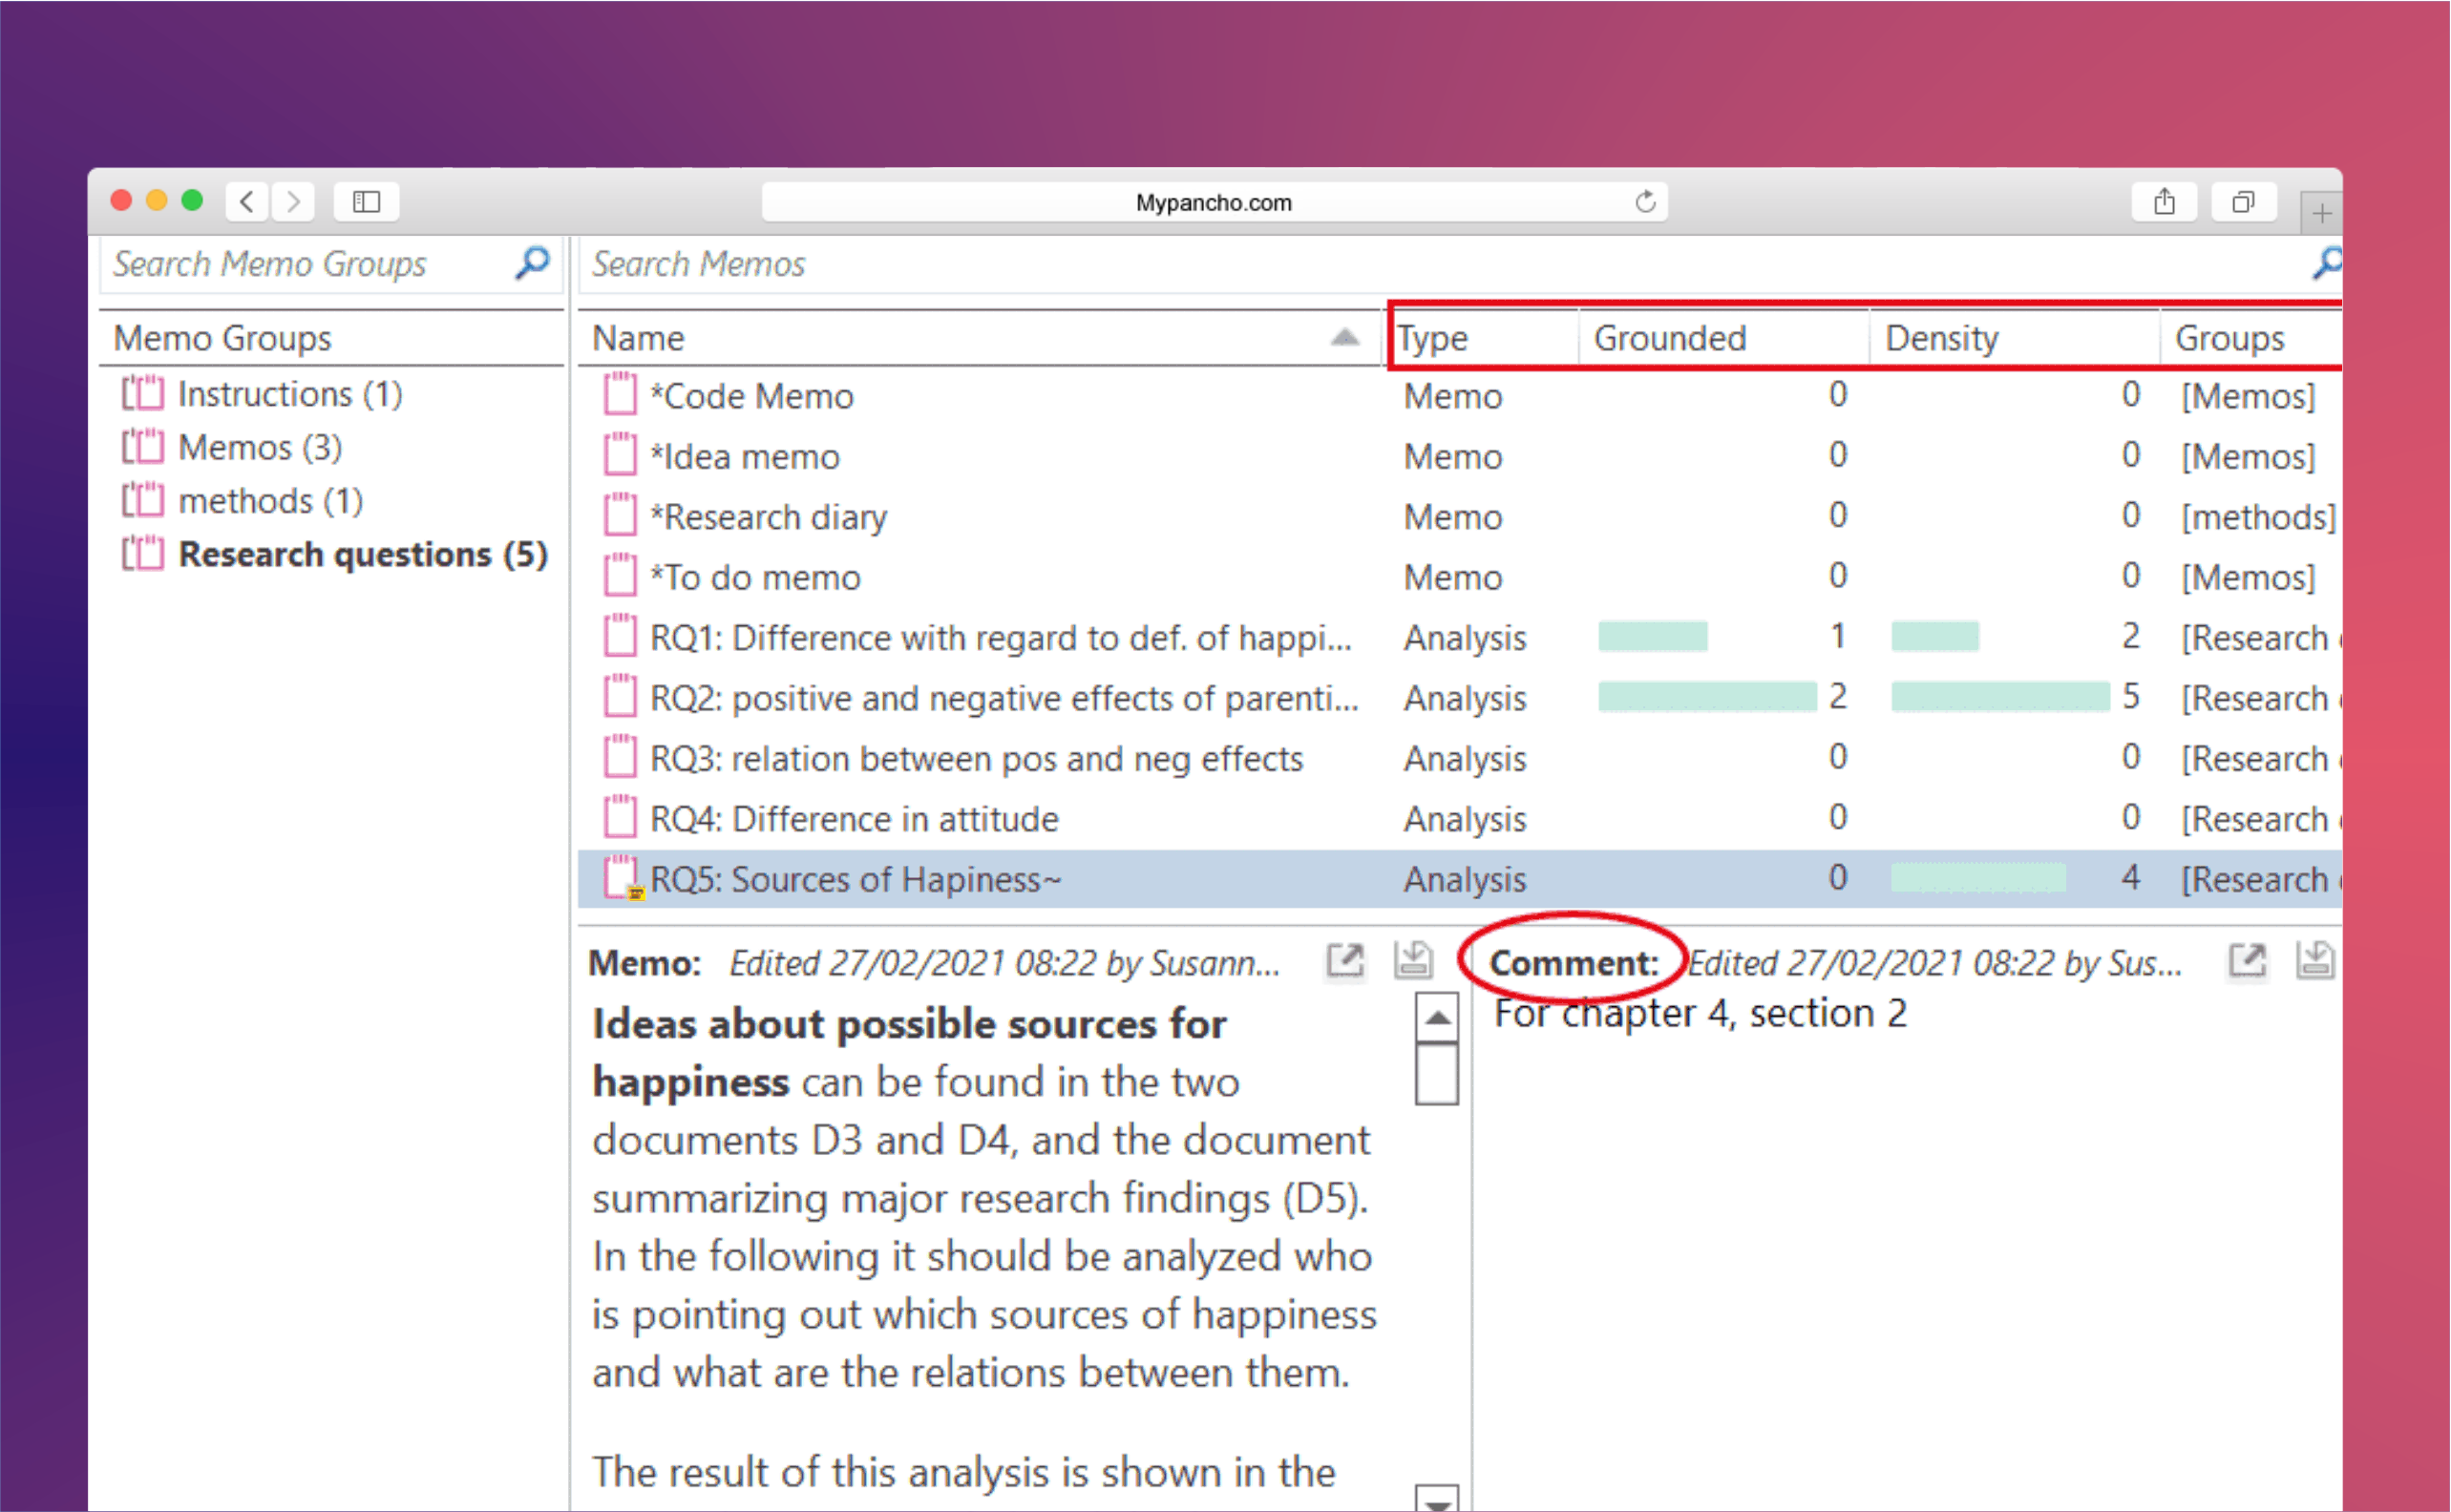 Mypancho.com
Search Memo Groups
Search Memos
Memo Groups
Instructions (1)
Memos (3)
methods (1)
Research questions (5)
Name Type Grounded Density Groups
*Code Memo Memo 0 0 [Memos]
*Idea memo Memo 0 0 [Memos]
*Research diary Memo 0 0 [methods]
*To do memo Memo 0 0 [Memos]
RQ1: Difference with regard to def. of happi... Analysis 1 2 [Research
RQ2: positive and negative effects of parenti... Analysis 2 5 [Research
RQ3: relation between pos and neg effects Analysis 0 0 [Research
RQ4: Difference in attitude Analysis 0 0 [Research
RQ5: Sources of Hapiness~ Analysis 0 4 [Research
Memo: Edited 27/02/2021 08:22 by Susann...
Ideas about possible sources for
happiness can be found in the two
documents D3 and D4, and the document
summarizing major research findings (D5).
In the following it should be analyzed who
is pointing out which sources of happiness
and what are the relations between them.
The result of this analysis is shown in the
Comment: Edited 27/02/2021 08:22 by Sus...
For chapter 4, section 2